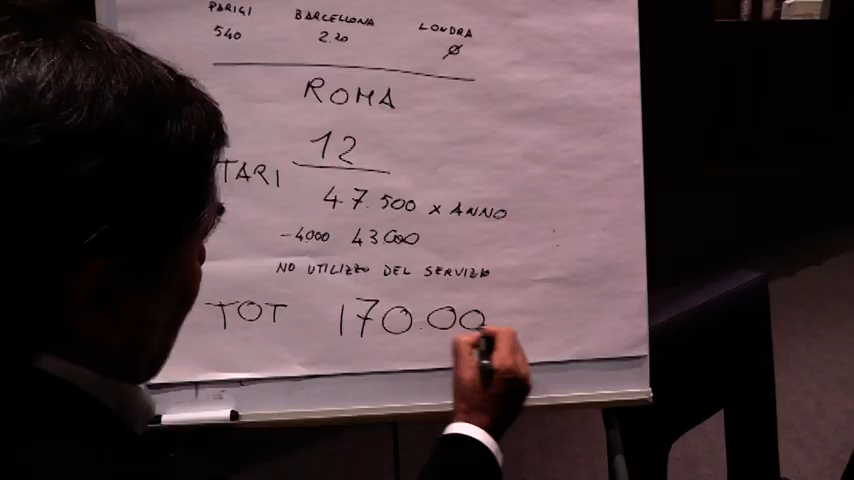 PARIGI BARCELLONA LONDRA
540 2.20 Ø
ROMA
12
TARI
47.500 x ANNO
-4000 43000
NO UTILIZZO DEL SERVIZIO
TOT 170.00